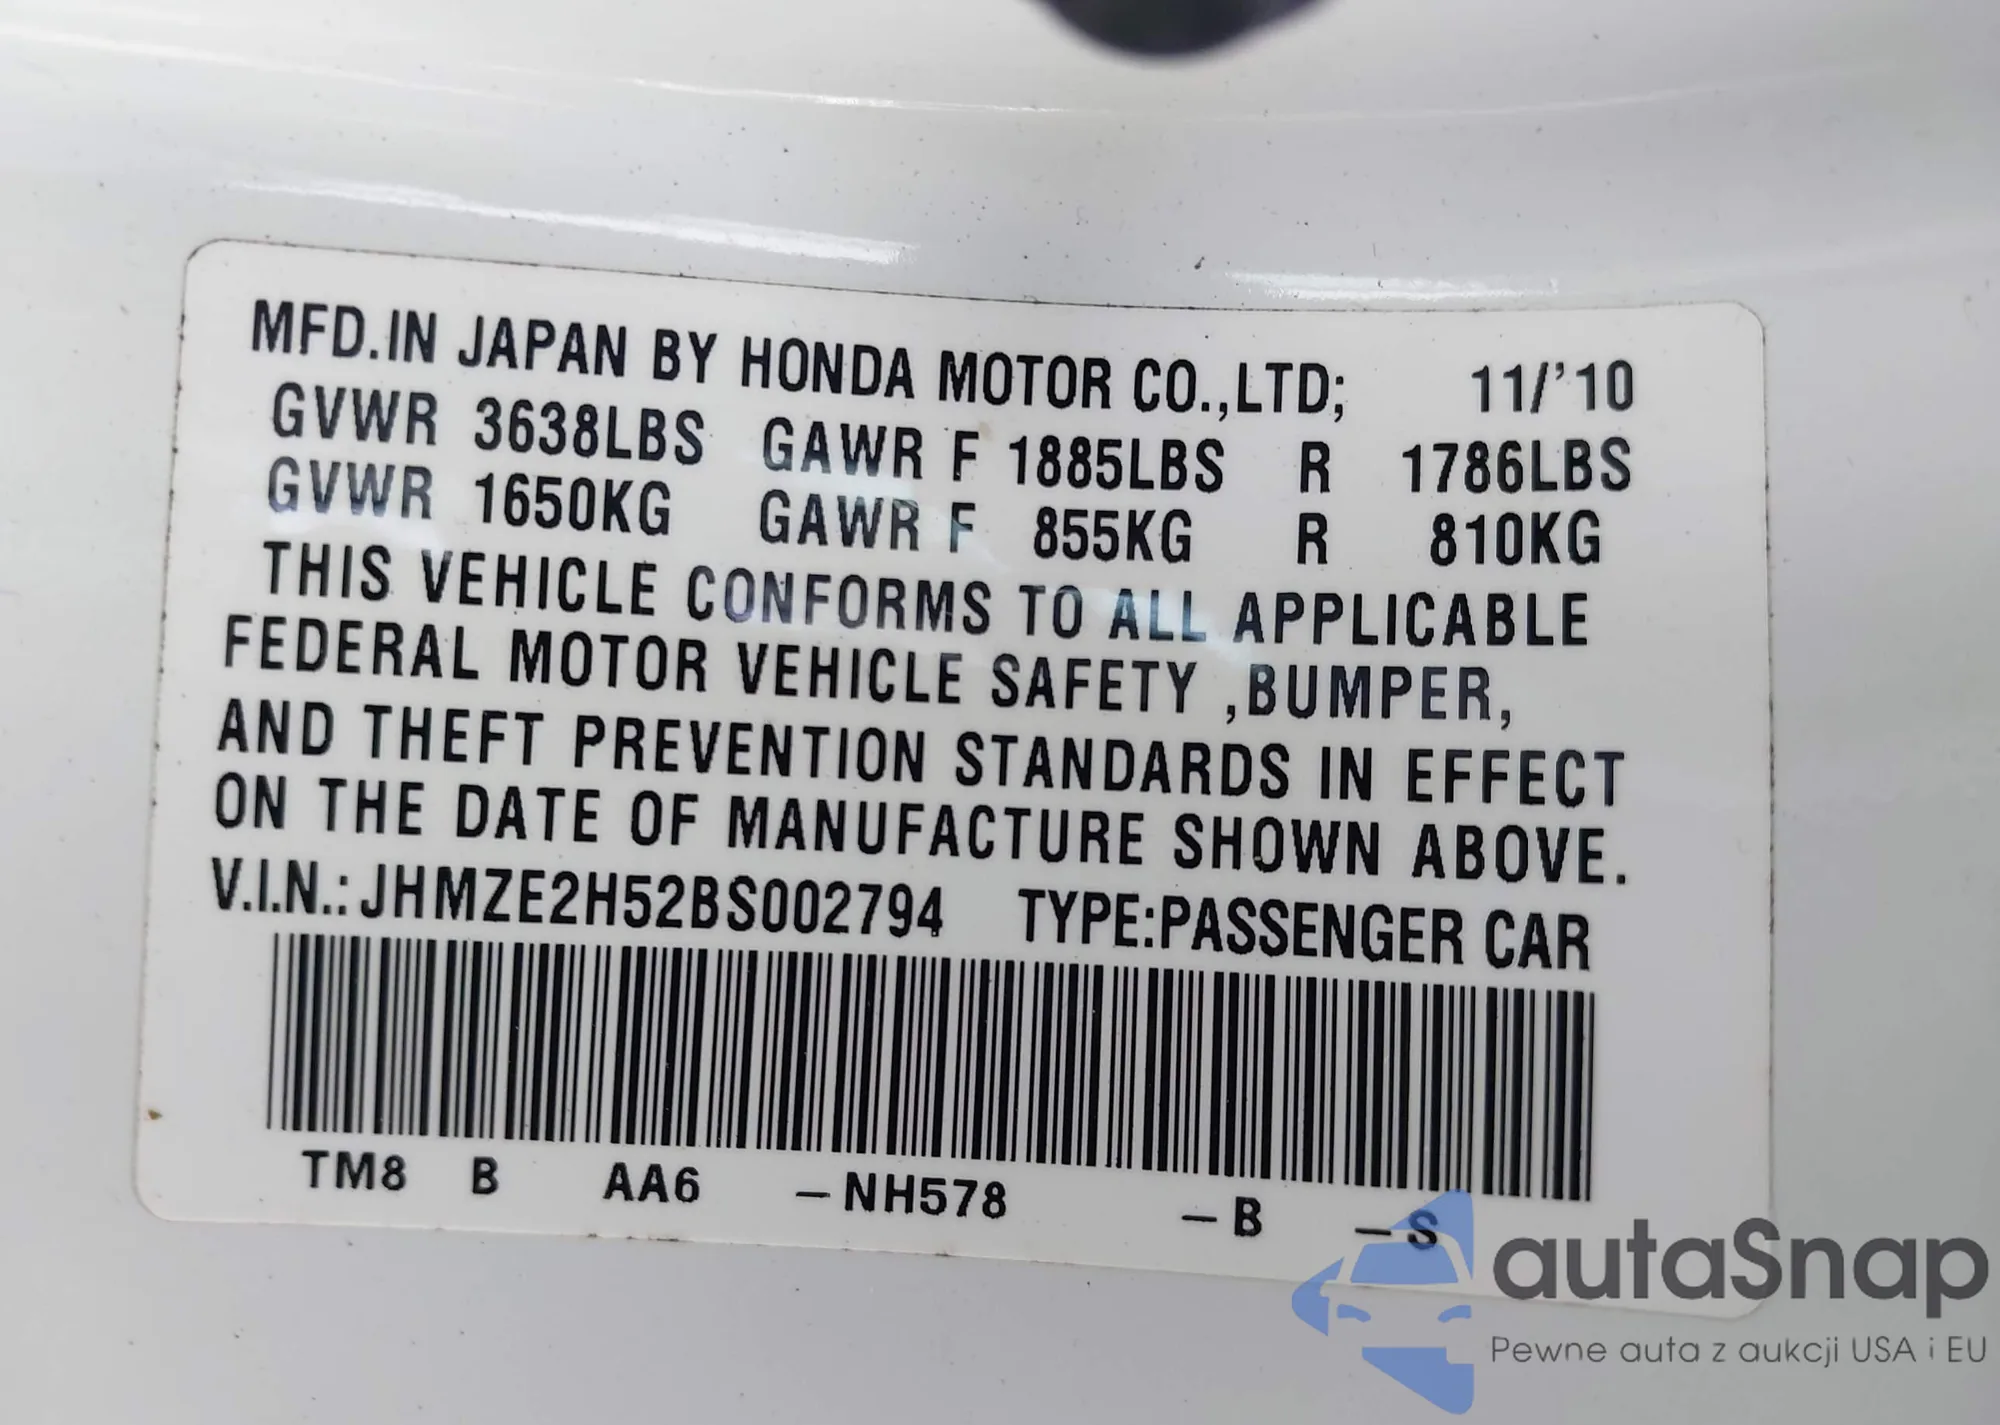 MFD.IN JAPAN BY HONDA MOTOR CO.,LTD; 11/'10
GVWR 3638LBS GAWR F 1885LBS R 1786LBS
GVWR 1650KG GAWR F 855KG R 810KG
THIS VEHICLE CONFORMS TO ALL APPLICABLE
FEDERAL MOTOR VEHICLE SAFETY ,BUMPER,
AND THEFT PREVENTION STANDARDS IN EFFECT
ON THE DATE OF MANUFACTURE SHOWN ABOVE.
V.I.N.: JHMZE2H52BS002794 TYPE:PASSENGER CAR
TM8 B AA6 –NH578 –B –S
autaSnap
Pewne auta z aukcji USA i EU